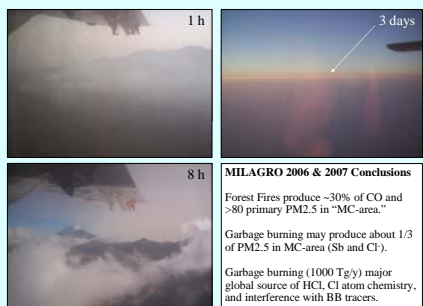 1 h
3 days
8 h
MILAGRO 2006 & 2007 Conclusions
Forest Fires produce ~30% of CO and
>80 primary PM2.5 in “MC-area.”
Garbage burning may produce about 1/3
of PM2.5 in MC-area (Sb and Cl-).
Garbage burning (1000 Tg/y) major
global source of HCl, Cl atom chemistry,
and interference with BB tracers.